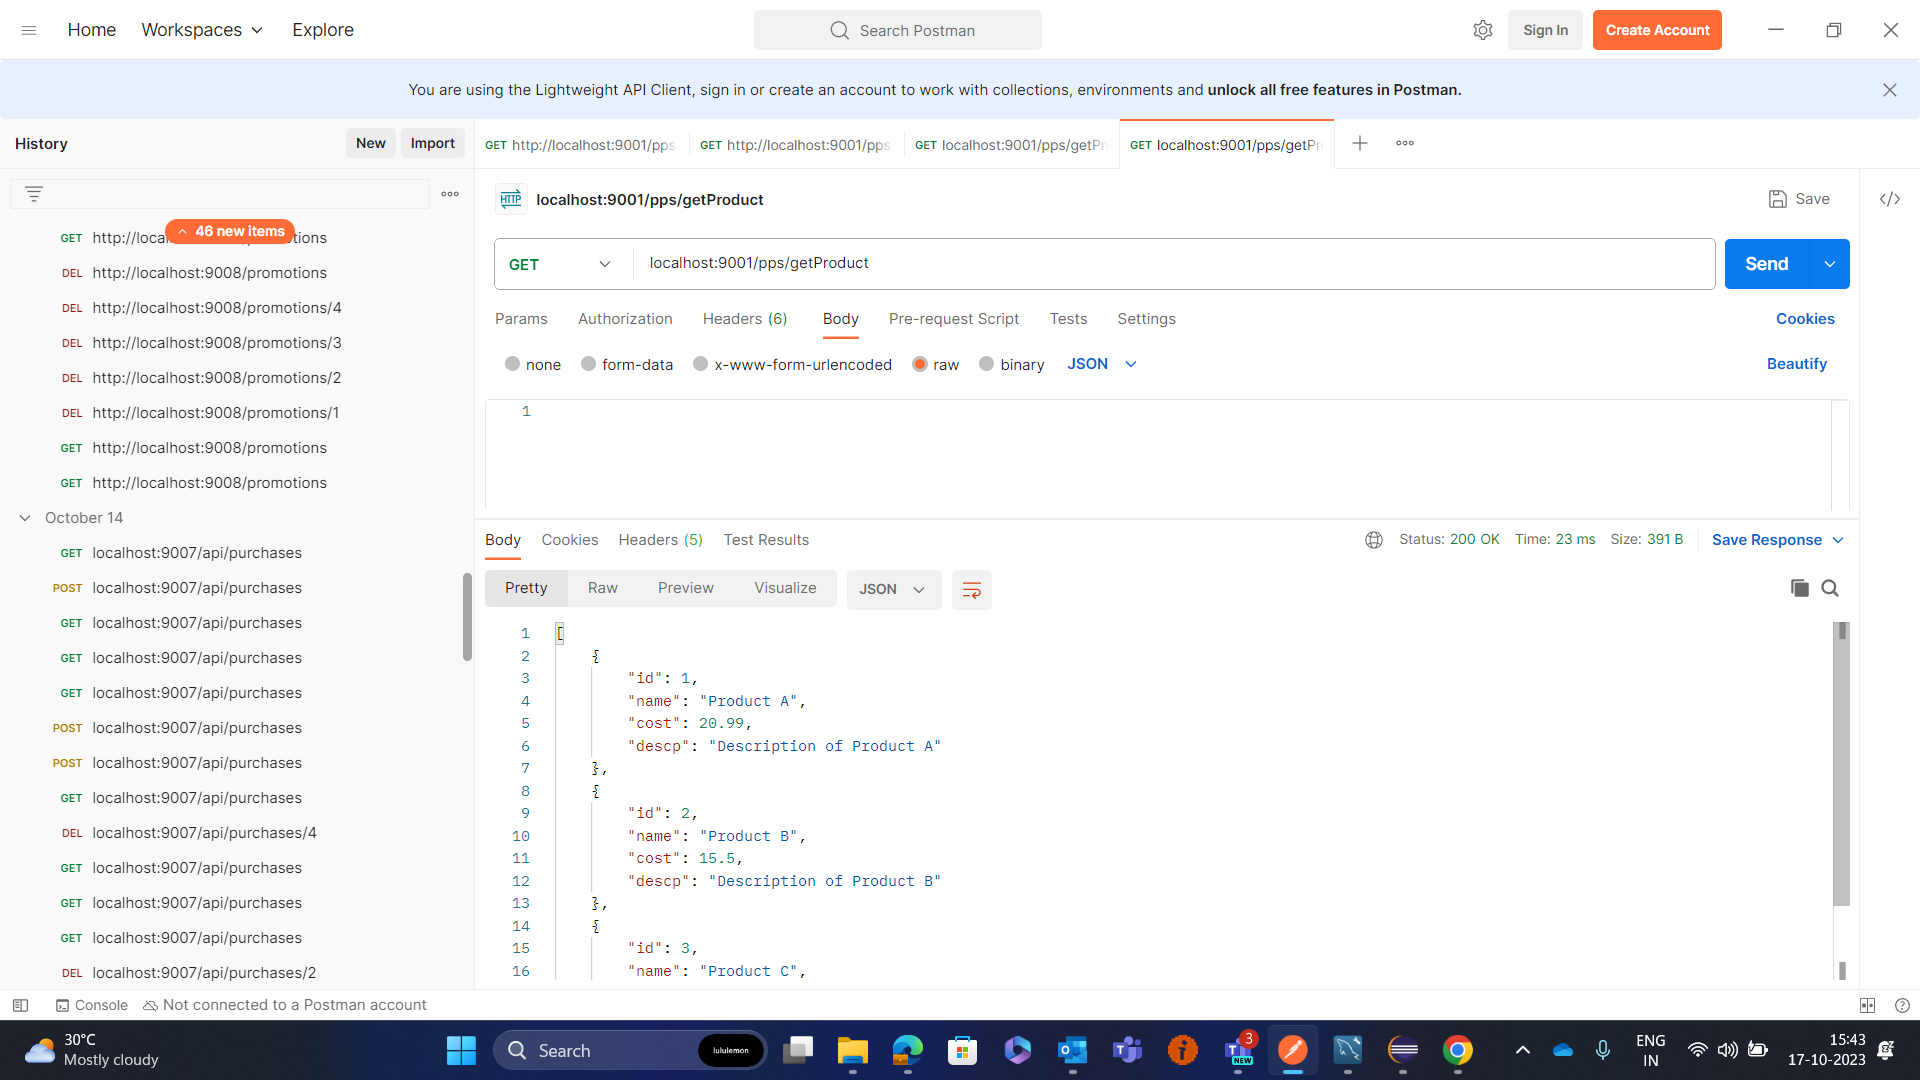 Home
Workspaces
Explore
Search Postman
Sign In
Create Account
You are using the Lightweight API Client, sign in or create an account to work with collections, environments and unlock all free features in Postman.
History
New
Import
GET http://localhost:9001/pps
GET http://localhost:9001/pps
GET localhost:9001/pps/getPr
GET localhost:9001/pps/getPr
46 new items
GET http://loca
tions
DEL http://localhost:9008/promotions
DEL http://localhost:9008/promotions/4
DEL http://localhost:9008/promotions/3
DEL http://localhost:9008/promotions/2
DEL http://localhost:9008/promotions/1
GET http://localhost:9008/promotions
GET http://localhost:9008/promotions
October 14
GET localhost:9007/api/purchases
POST localhost:9007/api/purchases
GET localhost:9007/api/purchases
GET localhost:9007/api/purchases
GET localhost:9007/api/purchases
POST localhost:9007/api/purchases
POST localhost:9007/api/purchases
GET localhost:9007/api/purchases
DEL localhost:9007/api/purchases/4
GET localhost:9007/api/purchases
GET localhost:9007/api/purchases
GET localhost:9007/api/purchases
DEL localhost:9007/api/purchases/2
HTTP localhost:9001/pps/getProduct
Save
GET localhost:9001/pps/getProduct
Send
Params Authorization Headers (6) Body Pre-request Script Tests Settings
Cookies
none form-data x-www-form-urlencoded raw binary JSON
Beautify
1
Body Cookies Headers (5) Test Results
Status: 200 OK Time: 23 ms Size: 391 B
Save Response
Pretty Raw Preview Visualize JSON
1 [
2 {
3 "id": 1,
4 "name": "Product A",
5 "cost": 20.99,
6 "descp": "Description of Product A"
7 },
8 {
9 "id": 2,
10 "name": "Product B",
11 "cost": 15.5,
12 "descp": "Description of Product B"
13 },
14 {
15 "id": 3,
16 "name": "Product C",
Console
Not connected to a Postman account
30°C
Mostly cloudy
Search
lululemon
3
NEW
ENG
IN
15:43
17-10-2023